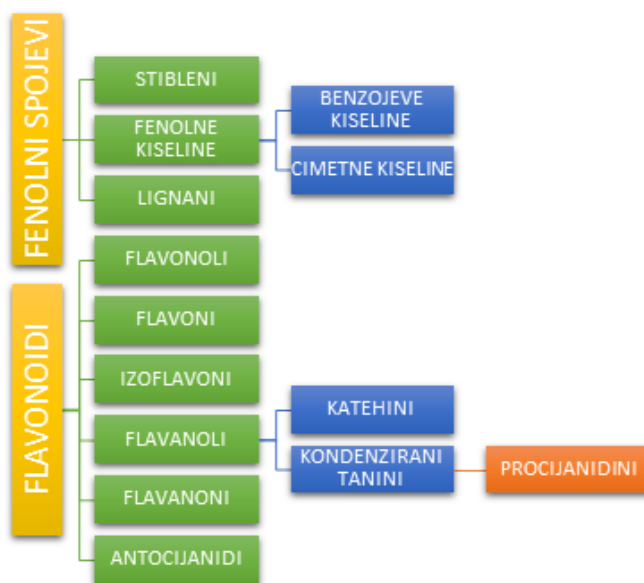 FENOLNI SPOJEVI
STIBLENI
FENOLNE
KISELINE
BENZOJEVE
KISELINE
CIMETNE KISELINE
LIGNANI
FLAVONOIDI
FLAVONOLI
FLAVONI
IZOFLAVONI
FLAVANOLI
KATEHINI
KONDENZIRANI
TANINI
PROCIJANIDINI
FLAVANONI
ANTOCIJANIDI